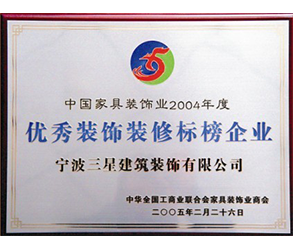 中国家具装饰业2004年度
优秀装饰装修标榜企业
宁波三星建筑装饰有限公司
中华全国工商业联合会家具装饰业商会
二〇〇五年二月二十六日